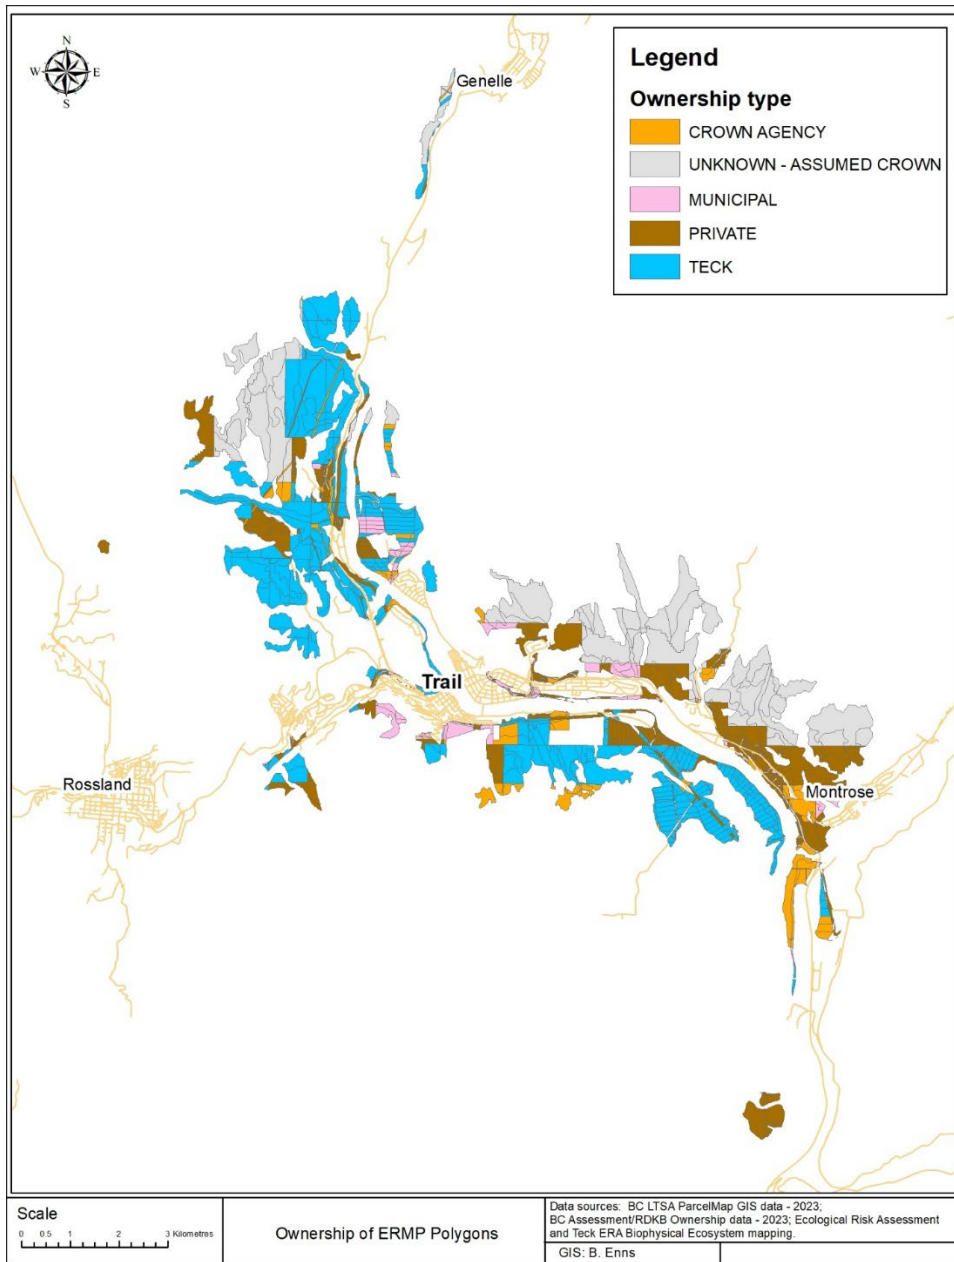 N
W E
S
Genelle
Legend
Ownership type
CROWN AGENCY
UNKNOWN - ASSUMED CROWN
MUNICIPAL
PRIVATE
TECK
Trail
Rossland
Montrose
Scale
0 0.5 1 2 3 Kilometres
Ownership of ERMP Polygons
Data sources: BC LTSA ParcelMap GIS data - 2023;
BC Assessment/RDKB Ownership data - 2023; Ecological Risk Assessment
and Teck ERA Biophysical Ecosystem mapping.
GIS: B. Enns